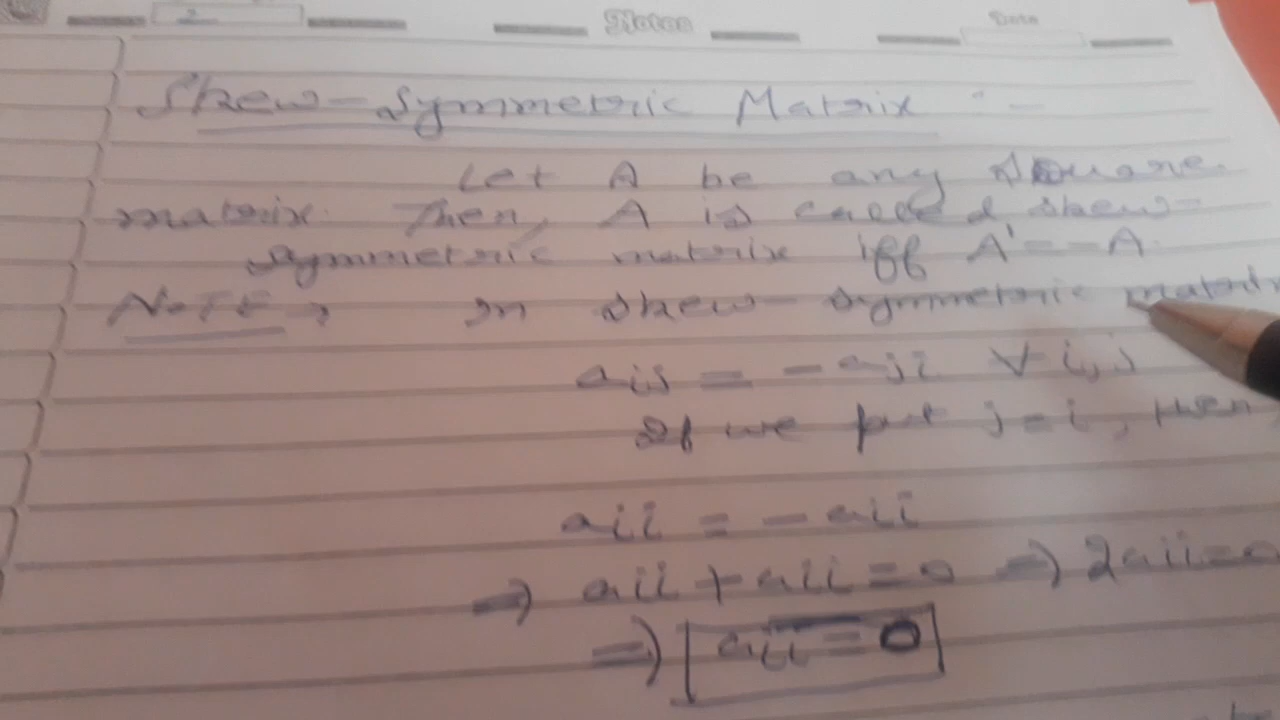 Notes
Date
2
Skew-Symmetric Matrix :-
Let A be any square
matrix. Then, A is called skew-
symmetric matrix iff A' = -A.
NOTE: In skew-symmetric matrix
aij = -aji ∀ i, j
If we put j = i, then
aii = -aii
⇒ aii + aii = 0 ⇒ 2aii = 0
⇒ aii = 0